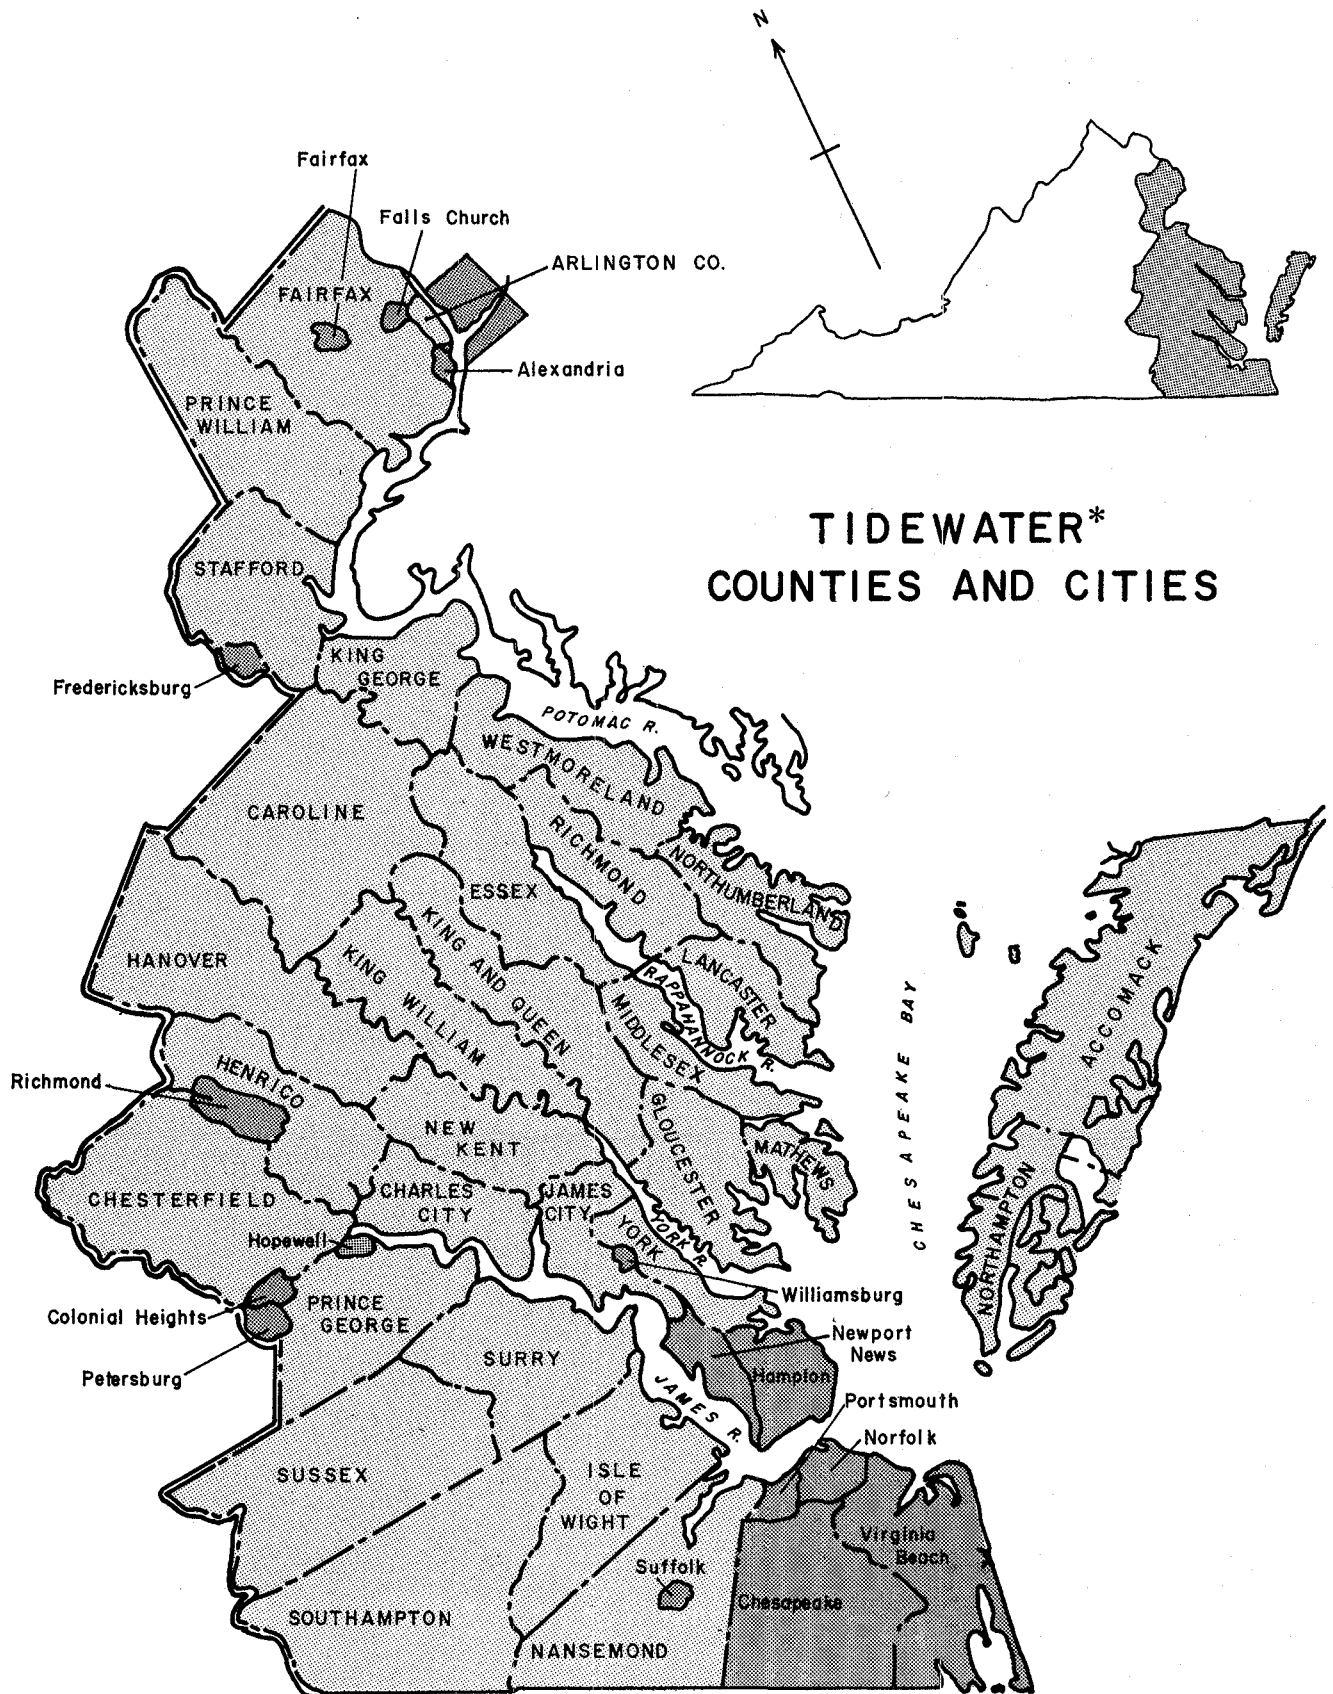 N
Fairfax
Falls Church
ARLINGTON CO.
FAIRFAX
Alexandria
PRINCE
WILLIAM
TIDEWATER*
COUNTIES AND CITIES
STAFFORD
KING
GEORGE
Fredericksburg
POTOMAC R.
WESTMORELAND
CAROLINE
RICHMOND
NORTHUMBERLAND
ESSEX
KING AND QUEEN
HANOVER
KING WILLIAM
LANCASTER
RAPPAHANNOCK R.
MIDDLESEX
CHESAPEAKE BAY
ACCOMACK
HENRICO
Richmond
NEW
KENT
GLOUCESTER
MATHEWS
CHESTERFIELD
CHARLES
CITY
JAMES
CITY
YORK
YORK R.
NORTHAMPTON
Hopewell
Williamsburg
Colonial Heights
PRINCE
GEORGE
Newport
News
Petersburg
SURRY
Hampton
JAMES R.
Portsmouth
Norfolk
SUSSEX
ISLE
OF
WIGHT
Virginia
Beach
Suffolk
Chesapeake
SOUTHAMPTON
NANSEMOND